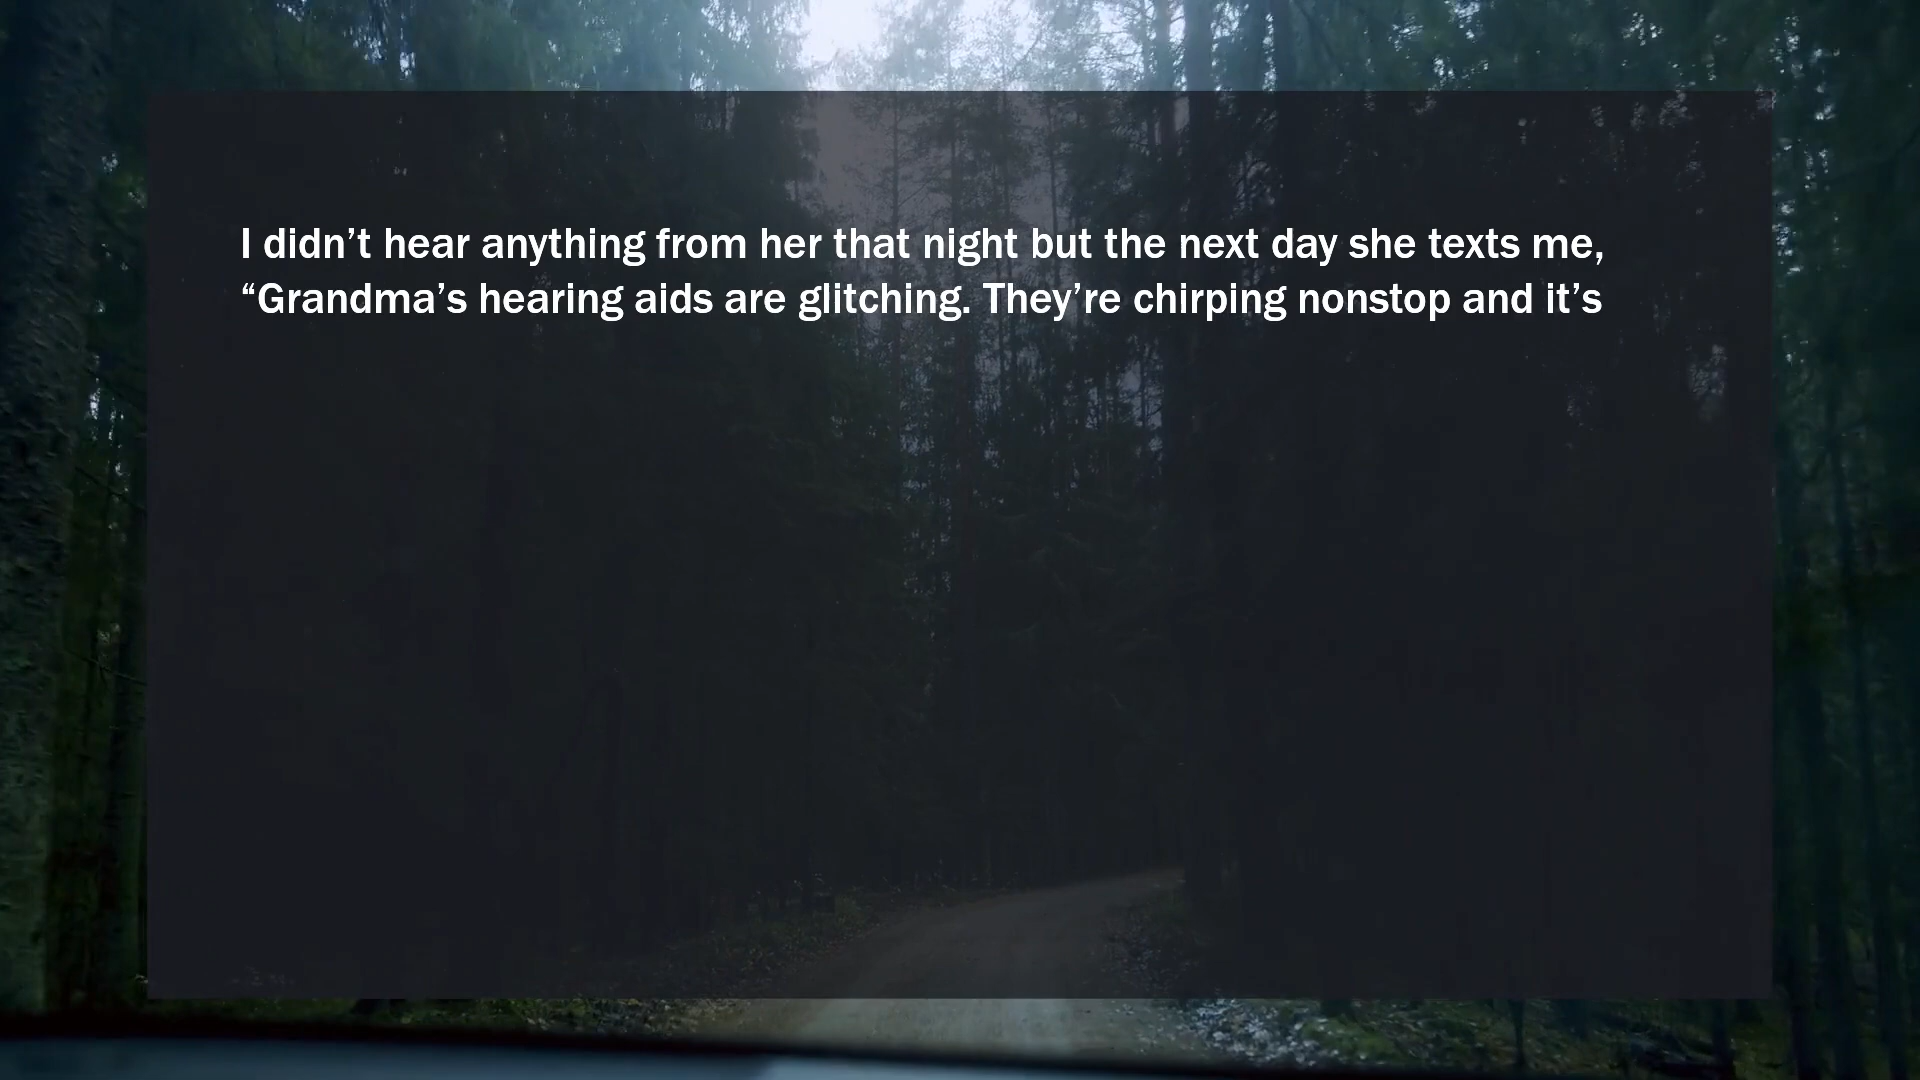 I didn’t hear anything from her that night but the next day she texts me,
“Grandma’s hearing aids are glitching. They’re chirping nonstop and it’s